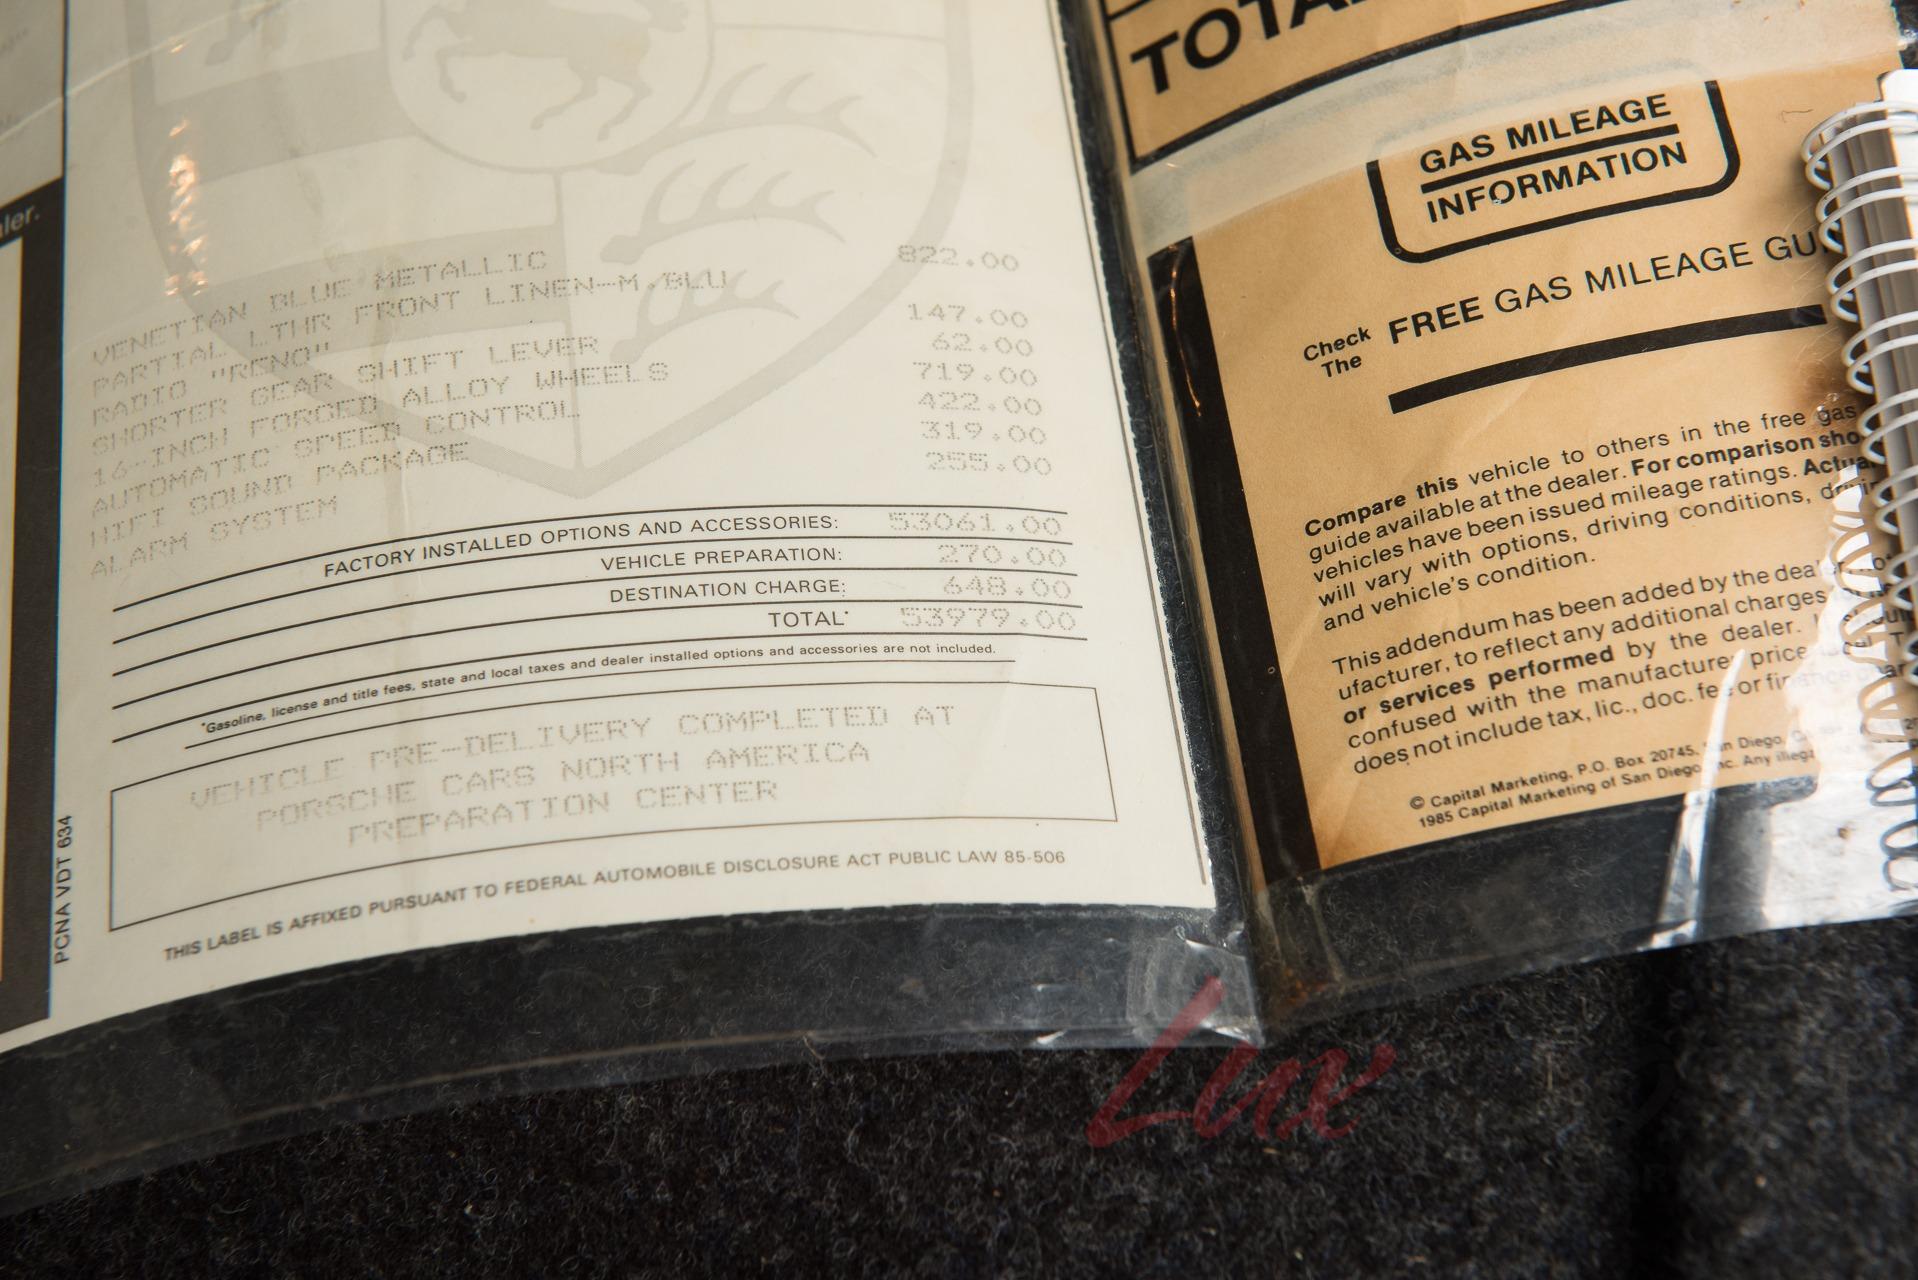 aler.
VENETIAN BLUE METALLIC 822.00
PARTIAL LTHR FRONT LINEN-M.BLU
RADIO "RENO" 147.00
SHORTER GEAR SHIFT LEVER 62.00
16-INCH FORGED ALLOY WHEELS 719.00
AUTOMATIC SPEED CONTROL 422.00
HIFI SOUND PACKAGE 319.00
ALARM SYSTEM 255.00
FACTORY INSTALLED OPTIONS AND ACCESSORIES: 53061.00
VEHICLE PREPARATION: 270.00
DESTINATION CHARGE: 648.00
TOTAL* 53979.00
*Gasoline, license and title fees, state and local taxes and dealer installed options and accessories are not included.
VEHICLE PRE-DELIVERY COMPLETED AT
PORSCHE CARS NORTH AMERICA
PREPARATION CENTER
THIS LABEL IS AFFIXED PURSUANT TO FEDERAL AUTOMOBILE DISCLOSURE ACT PUBLIC LAW 85-506
PCNA VDT 634
TOTA
GAS MILEAGE
INFORMATION
Check The FREE GAS MILEAGE GU
Compare this vehicle to others in the free gas
guide available at the dealer. For comparison sho
vehicles have been issued mileage ratings. Actua
will vary with options, driving conditions, drivin
and vehicle's condition.
This addendum has been added by the dealer, not
ufacturer, to reflect any additional charges
or services performed by the dealer.
confused with the manufacturer price
does not include tax, lic., doc. fee or finance
© Capital Marketing, P.O. Box 20745, San Diego,
1985 Capital Marketing of San Diego Inc. Any illeg
Lux